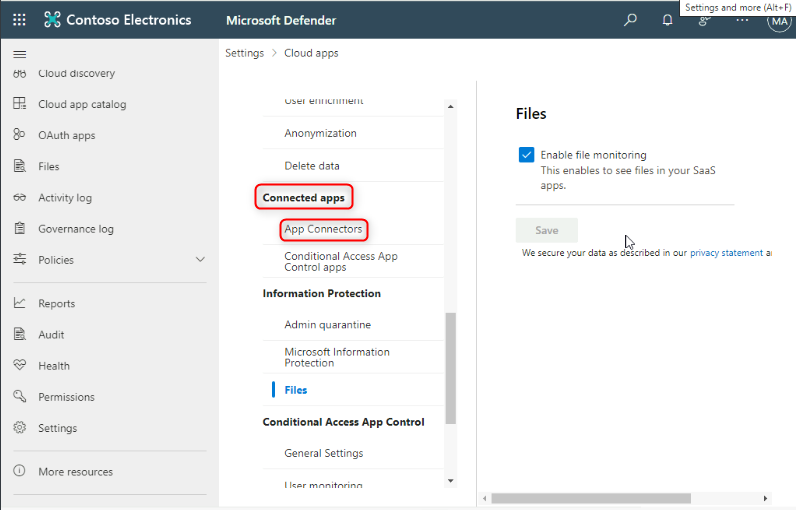 Contoso Electronics
Microsoft Defender
Settings and more (Alt+F)
MA
Settings > Cloud apps
Cloud discovery
Cloud app catalog
OAuth apps
Files
Activity log
Governance log
Policies
Reports
Audit
Health
Permissions
Settings
More resources
User enrichment
Anonymization
Delete data
Connected apps
App Connectors
Conditional Access App
Control apps
Information Protection
Admin quarantine
Microsoft Information
Protection
Files
Conditional Access App Control
General Settings
User monitoring
Files
Enable file monitoring
This enables to see files in your SaaS
apps.
Save
We secure your data as described in our privacy statement